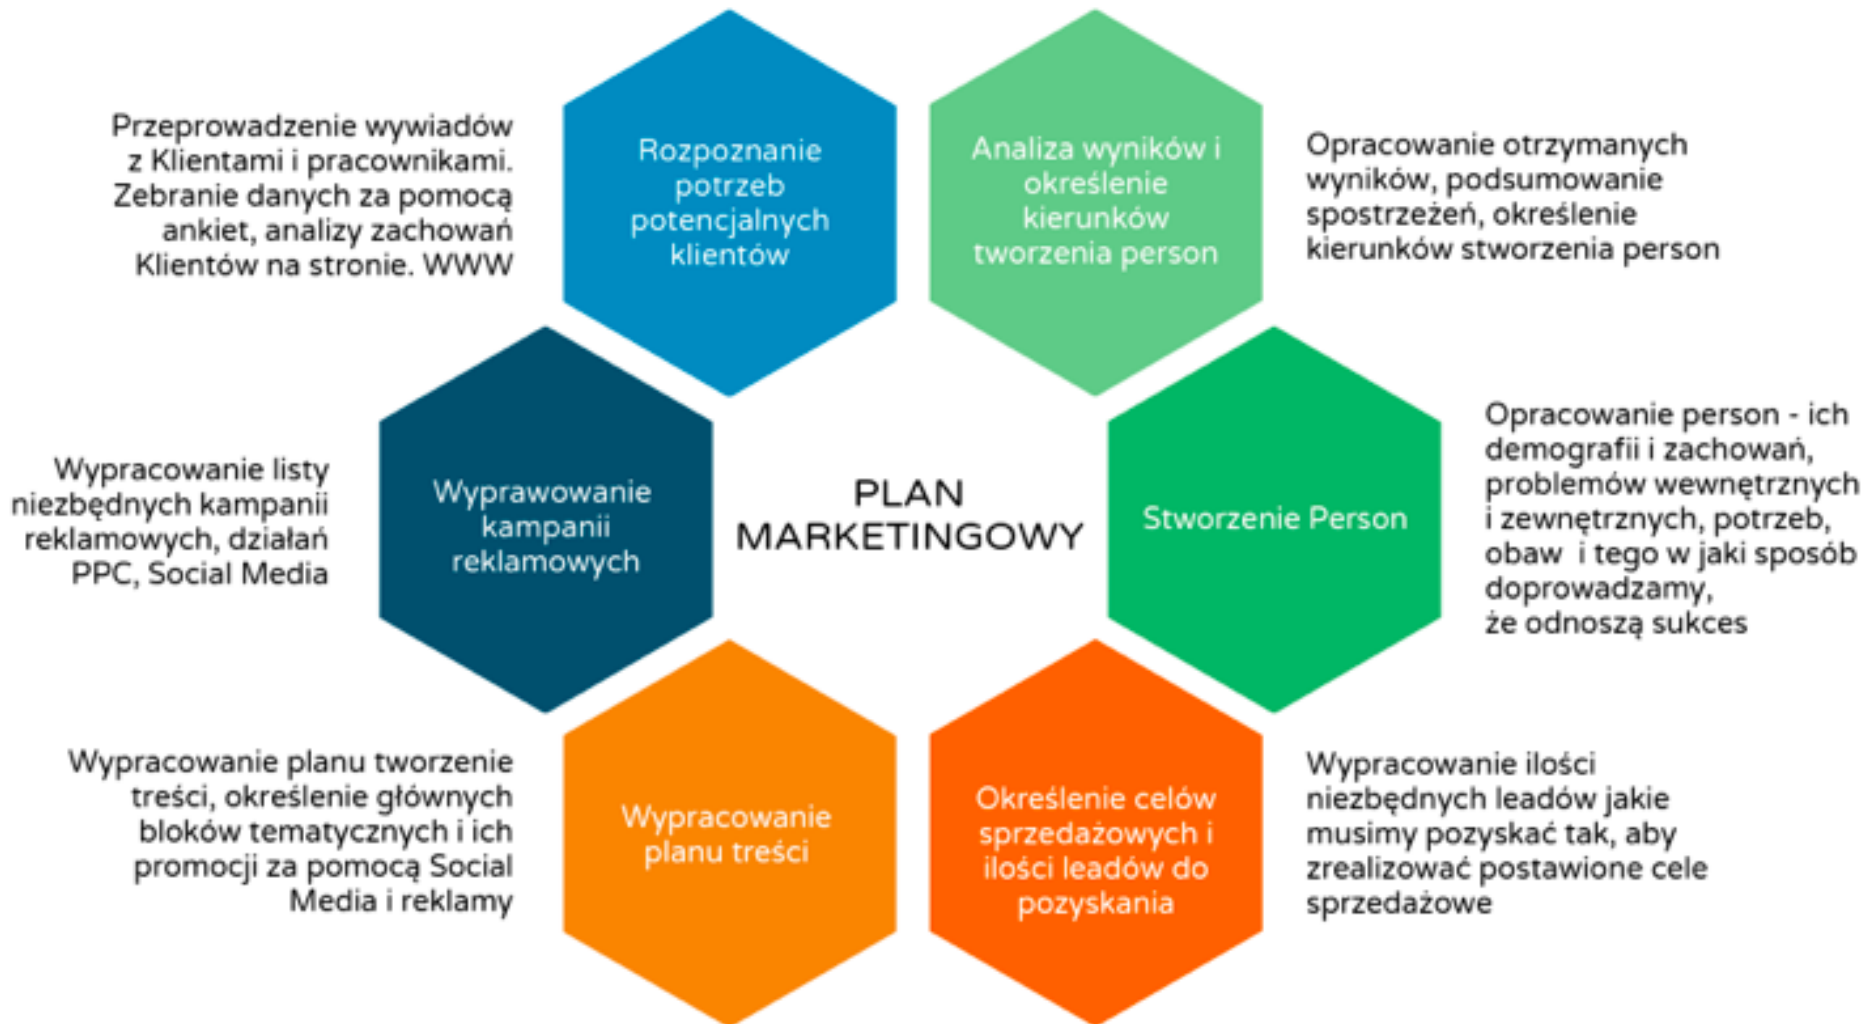 Przeprowadzenie wywiadów
z Klientami i pracownikami.
Zebranie danych za pomocą
ankiet, analizy zachowań
Klientów na stronie. WWW
Rozpoznanie
potrzeb
potencjalnych
klientów
Analiza wyników i
określenie
kierunków
tworzenia person
Opracowanie otrzymanych
wyników, podsumowanie
spostrzeżeń, określenie
kierunków stworzenia person
Wypracowanie listy
niezbędnych kampanii
reklamowych, działań
PPC, Social Media
Wyprawowanie
kampanii
reklamowych
PLAN
MARKETINGOWY
Stworzenie Person
Opracowanie person - ich
demografii i zachowań,
problemów wewnętrznych
i zewnętrznych, potrzeb,
obaw i tego w jaki sposób
doprowadzamy,
że odnoszą sukces
Wypracowanie planu tworzenie
treści, określenie głównych
bloków tematycznych i ich
promocji za pomocą Social
Media i reklamy
Wypracowanie
planu treści
Określenie celów
sprzedażowych i
ilości leadów do
pozyskania
Wypracowanie ilości
niezbędnych leadów jakie
musimy pozyskać tak, aby
zrealizować postawione cele
sprzedażowe